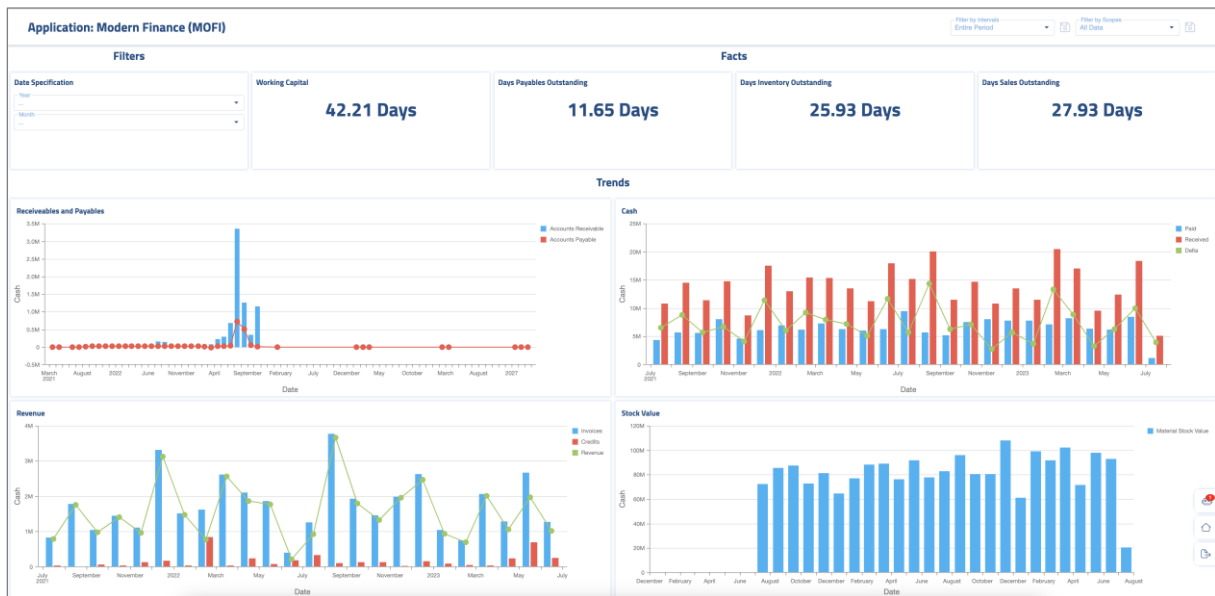 Application: Modern Finance (MOFI)
Filter by Intervals
Entire Period
Filter by Scopes
All Data
Filters
Facts
Date Specification
Year
...
Month
...
Working Capital
42.21 Days
Days Payables Outstanding
11.65 Days
Days Inventory Outstanding
25.93 Days
Days Sales Outstanding
27.93 Days
Trends
Receiveables and Payables
3.5M
3.0M
2.5M
2.0M
1.5M
1.0M
0.5M
0
-0.5M
Cash
March 2021 August 2022 June November April September February July December May October March 2027
Date
Accounts Receivable
Accounts Payable
Cash
25M
20M
15M
10M
5M
0
Cash
July 2021 September November 2022 March May July September November 2023 March May July
Date
Paid
Received
Delta
Revenue
4M
3M
2M
1M
0
Cash
July 2021 September November 2022 March May July September November 2023 March May July
Date
Invoices
Credits
Revenue
Stock Value
120M
100M
80M
60M
40M
20M
0
Cash
December February April June August October December February April June August October December February April June August
Date
Material Stock Value
1